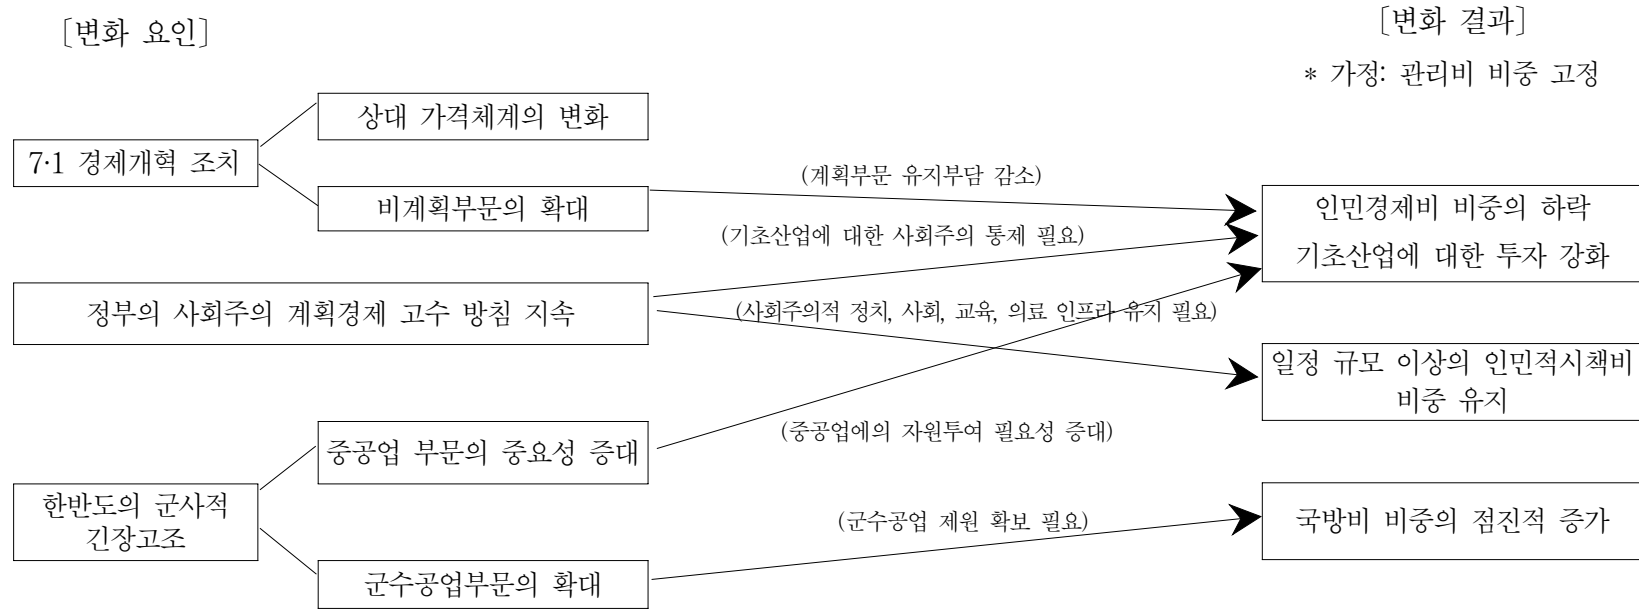 [변화 요인]
[변화 결과]
* 가정: 관리비 비중 고정
상대 가격체계의 변화
7·1 경제개혁 조치
비계획부문의 확대
(계획부문 유지부담 감소)
인민경제비 비중의 하락
기초산업에 대한 투자 강화
(기초산업에 대한 사회주의 통제 필요)
정부의 사회주의 계획경제 고수 방침 지속
(사회주의적 정치, 사회, 교육, 의료 인프라 유지 필요)
일정 규모 이상의 인민적시책비
비중 유지
중공업 부문의 중요성 증대
(중공업에의 자원투여 필요성 증대)
한반도의 군사적
긴장고조
(군수공업 제원 확보 필요)
국방비 비중의 점진적 증가
군수공업부문의 확대